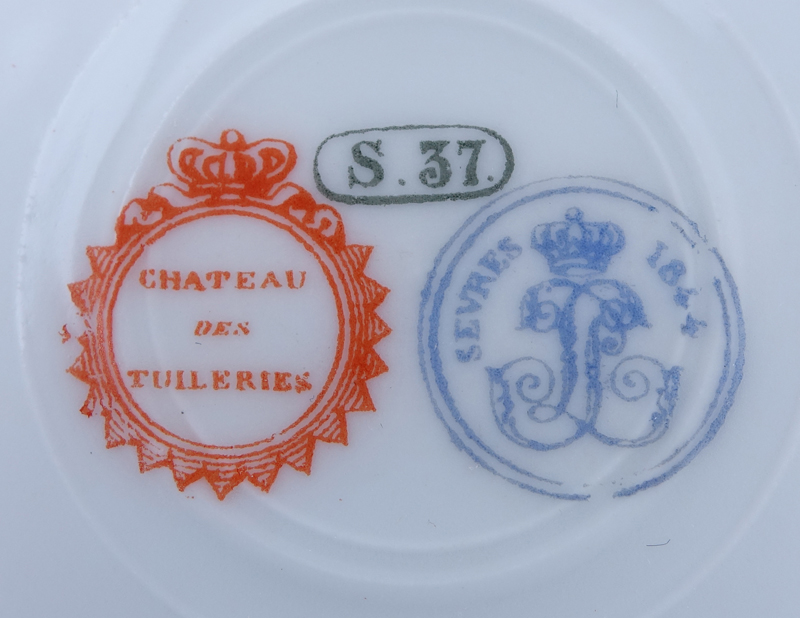 S. 37.
CHATEAU
DES
TUILERIES
SEVRES 1844